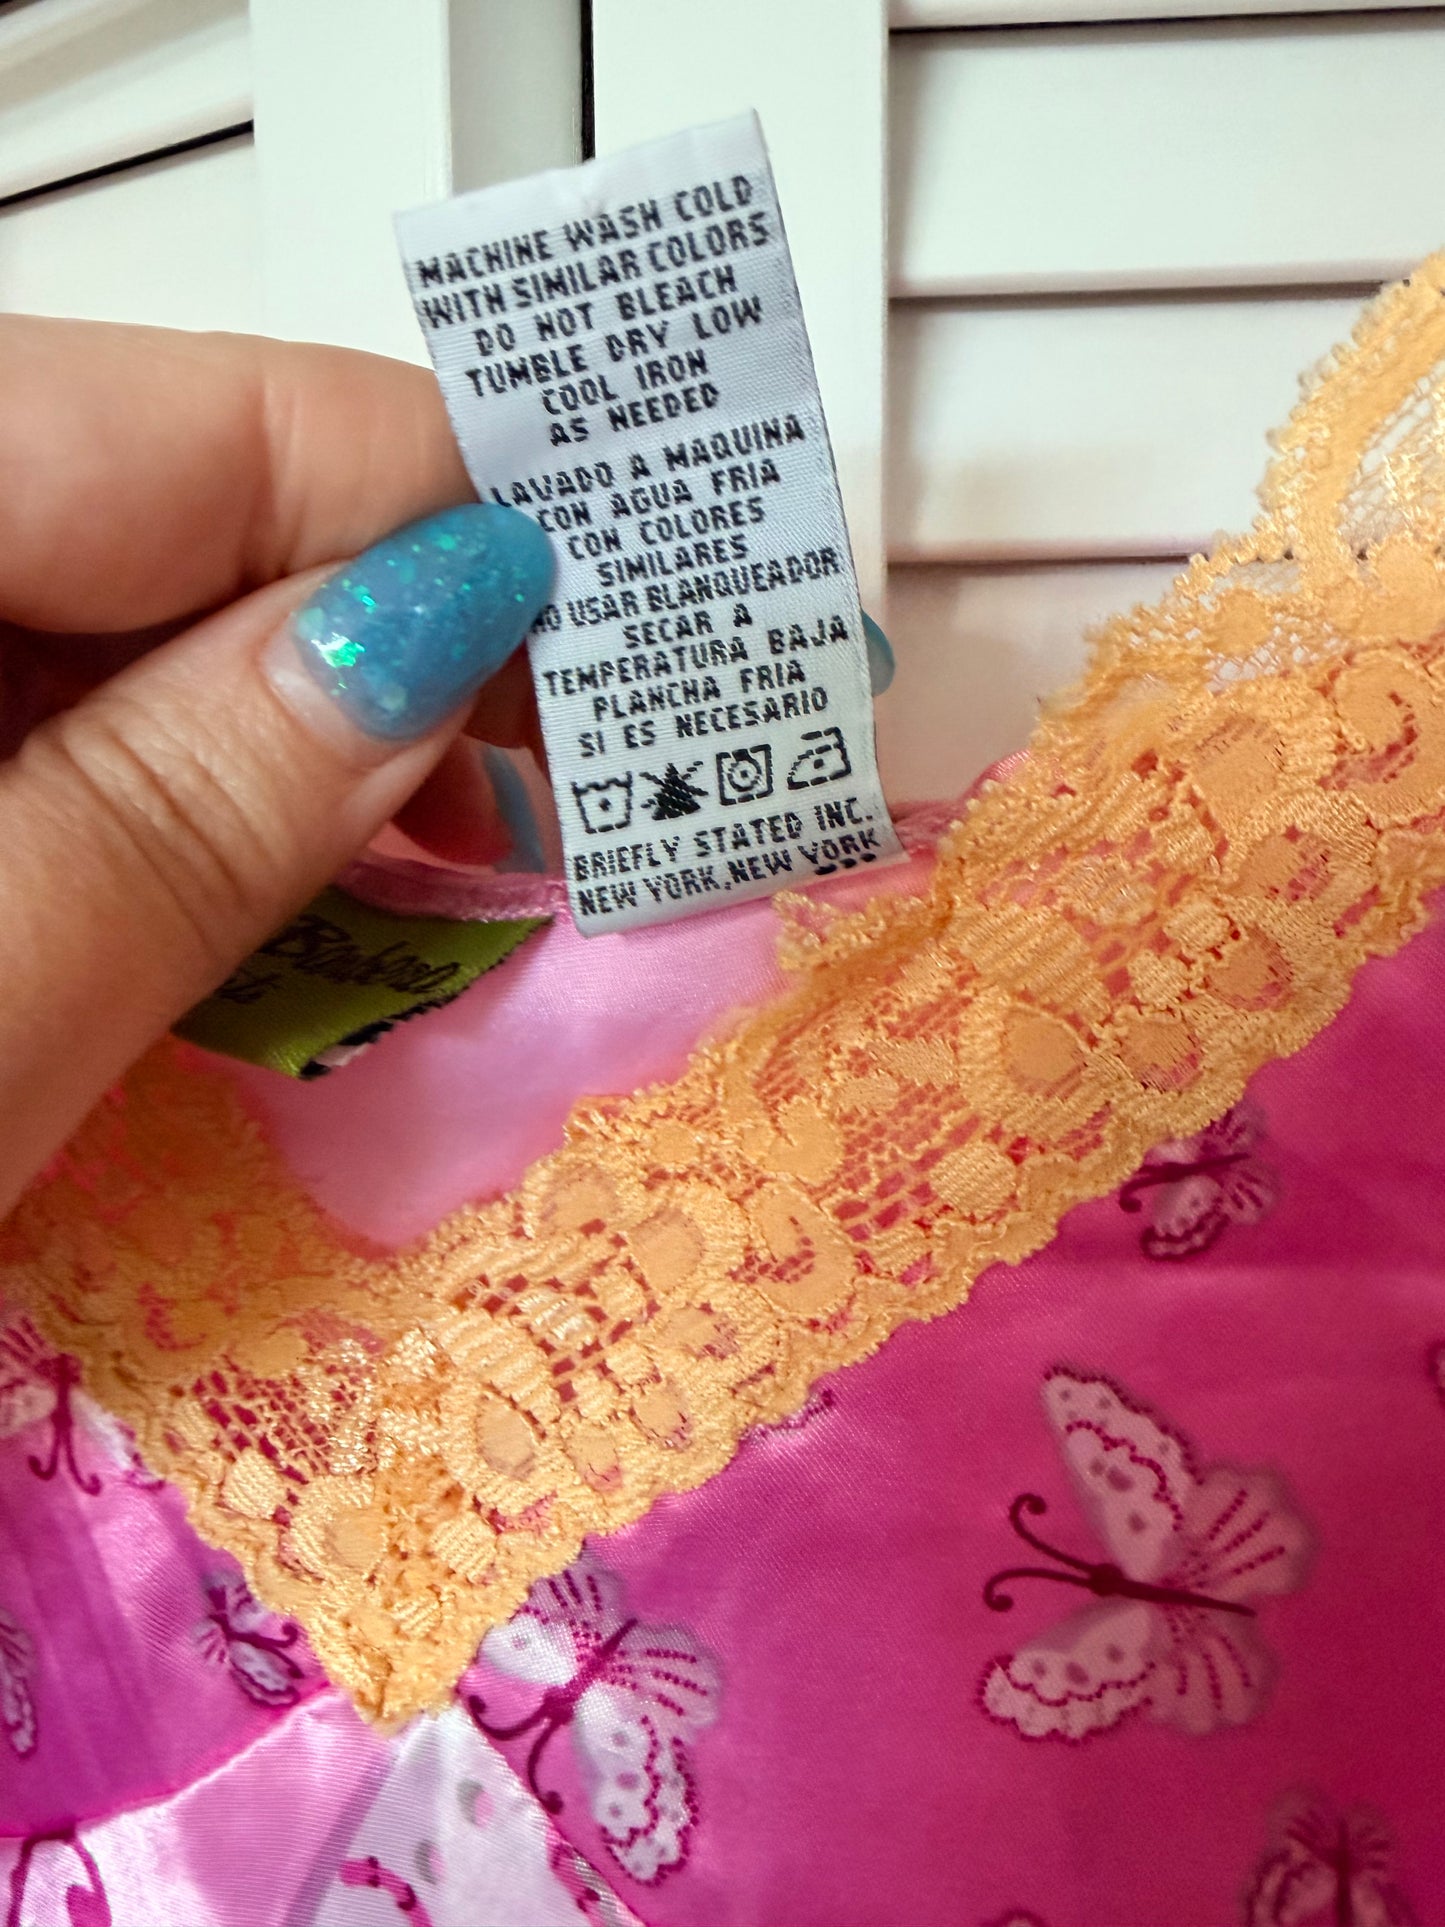 MACHINE WASH COLD
WITH SIMILAR COLORS
DO NOT BLEACH
TUMBLE DRY LOW
COOL IRON
AS NEEDED
LAVADO A MAQUINA
CON AGUA FRIA
CON COLORES
SIMILARES
NO USAR BLANQUEADOR
SECAR A
TEMPERATURA BAJA
PLANCHA FRIA
SI ES NECESARIO
BRIEFLY STATED INC.
NEW YORK, NEW YORK